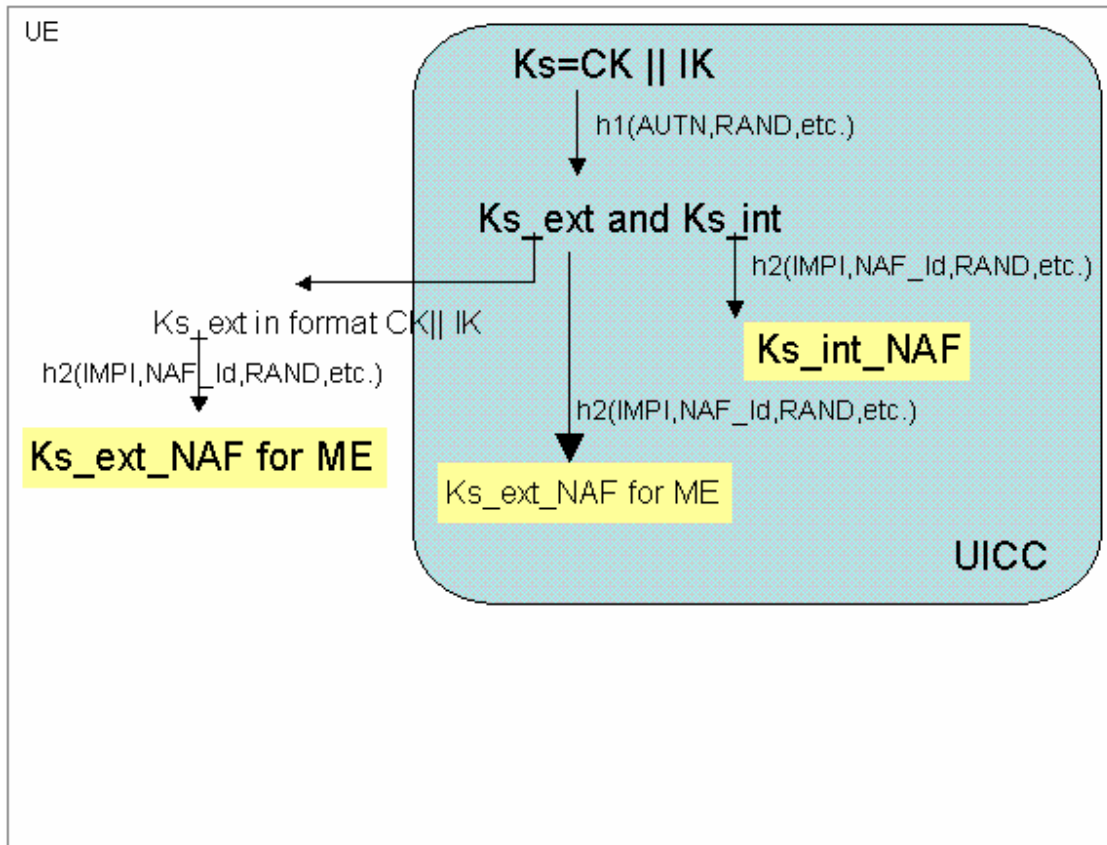 UE
Ks=CK || IK
h1(AUTN,RAND,etc.)
Ks_ext and Ks_int
h2(IMPI,NAF_Id,RAND,etc.)
Ks_ext in format CK|| IK
Ks_int_NAF
h2(IMPI,NAF_Id,RAND,etc.)
h2(IMPI,NAF_Id,RAND,etc.)
Ks_ext_NAF for ME
Ks_ext_NAF for ME
UICC